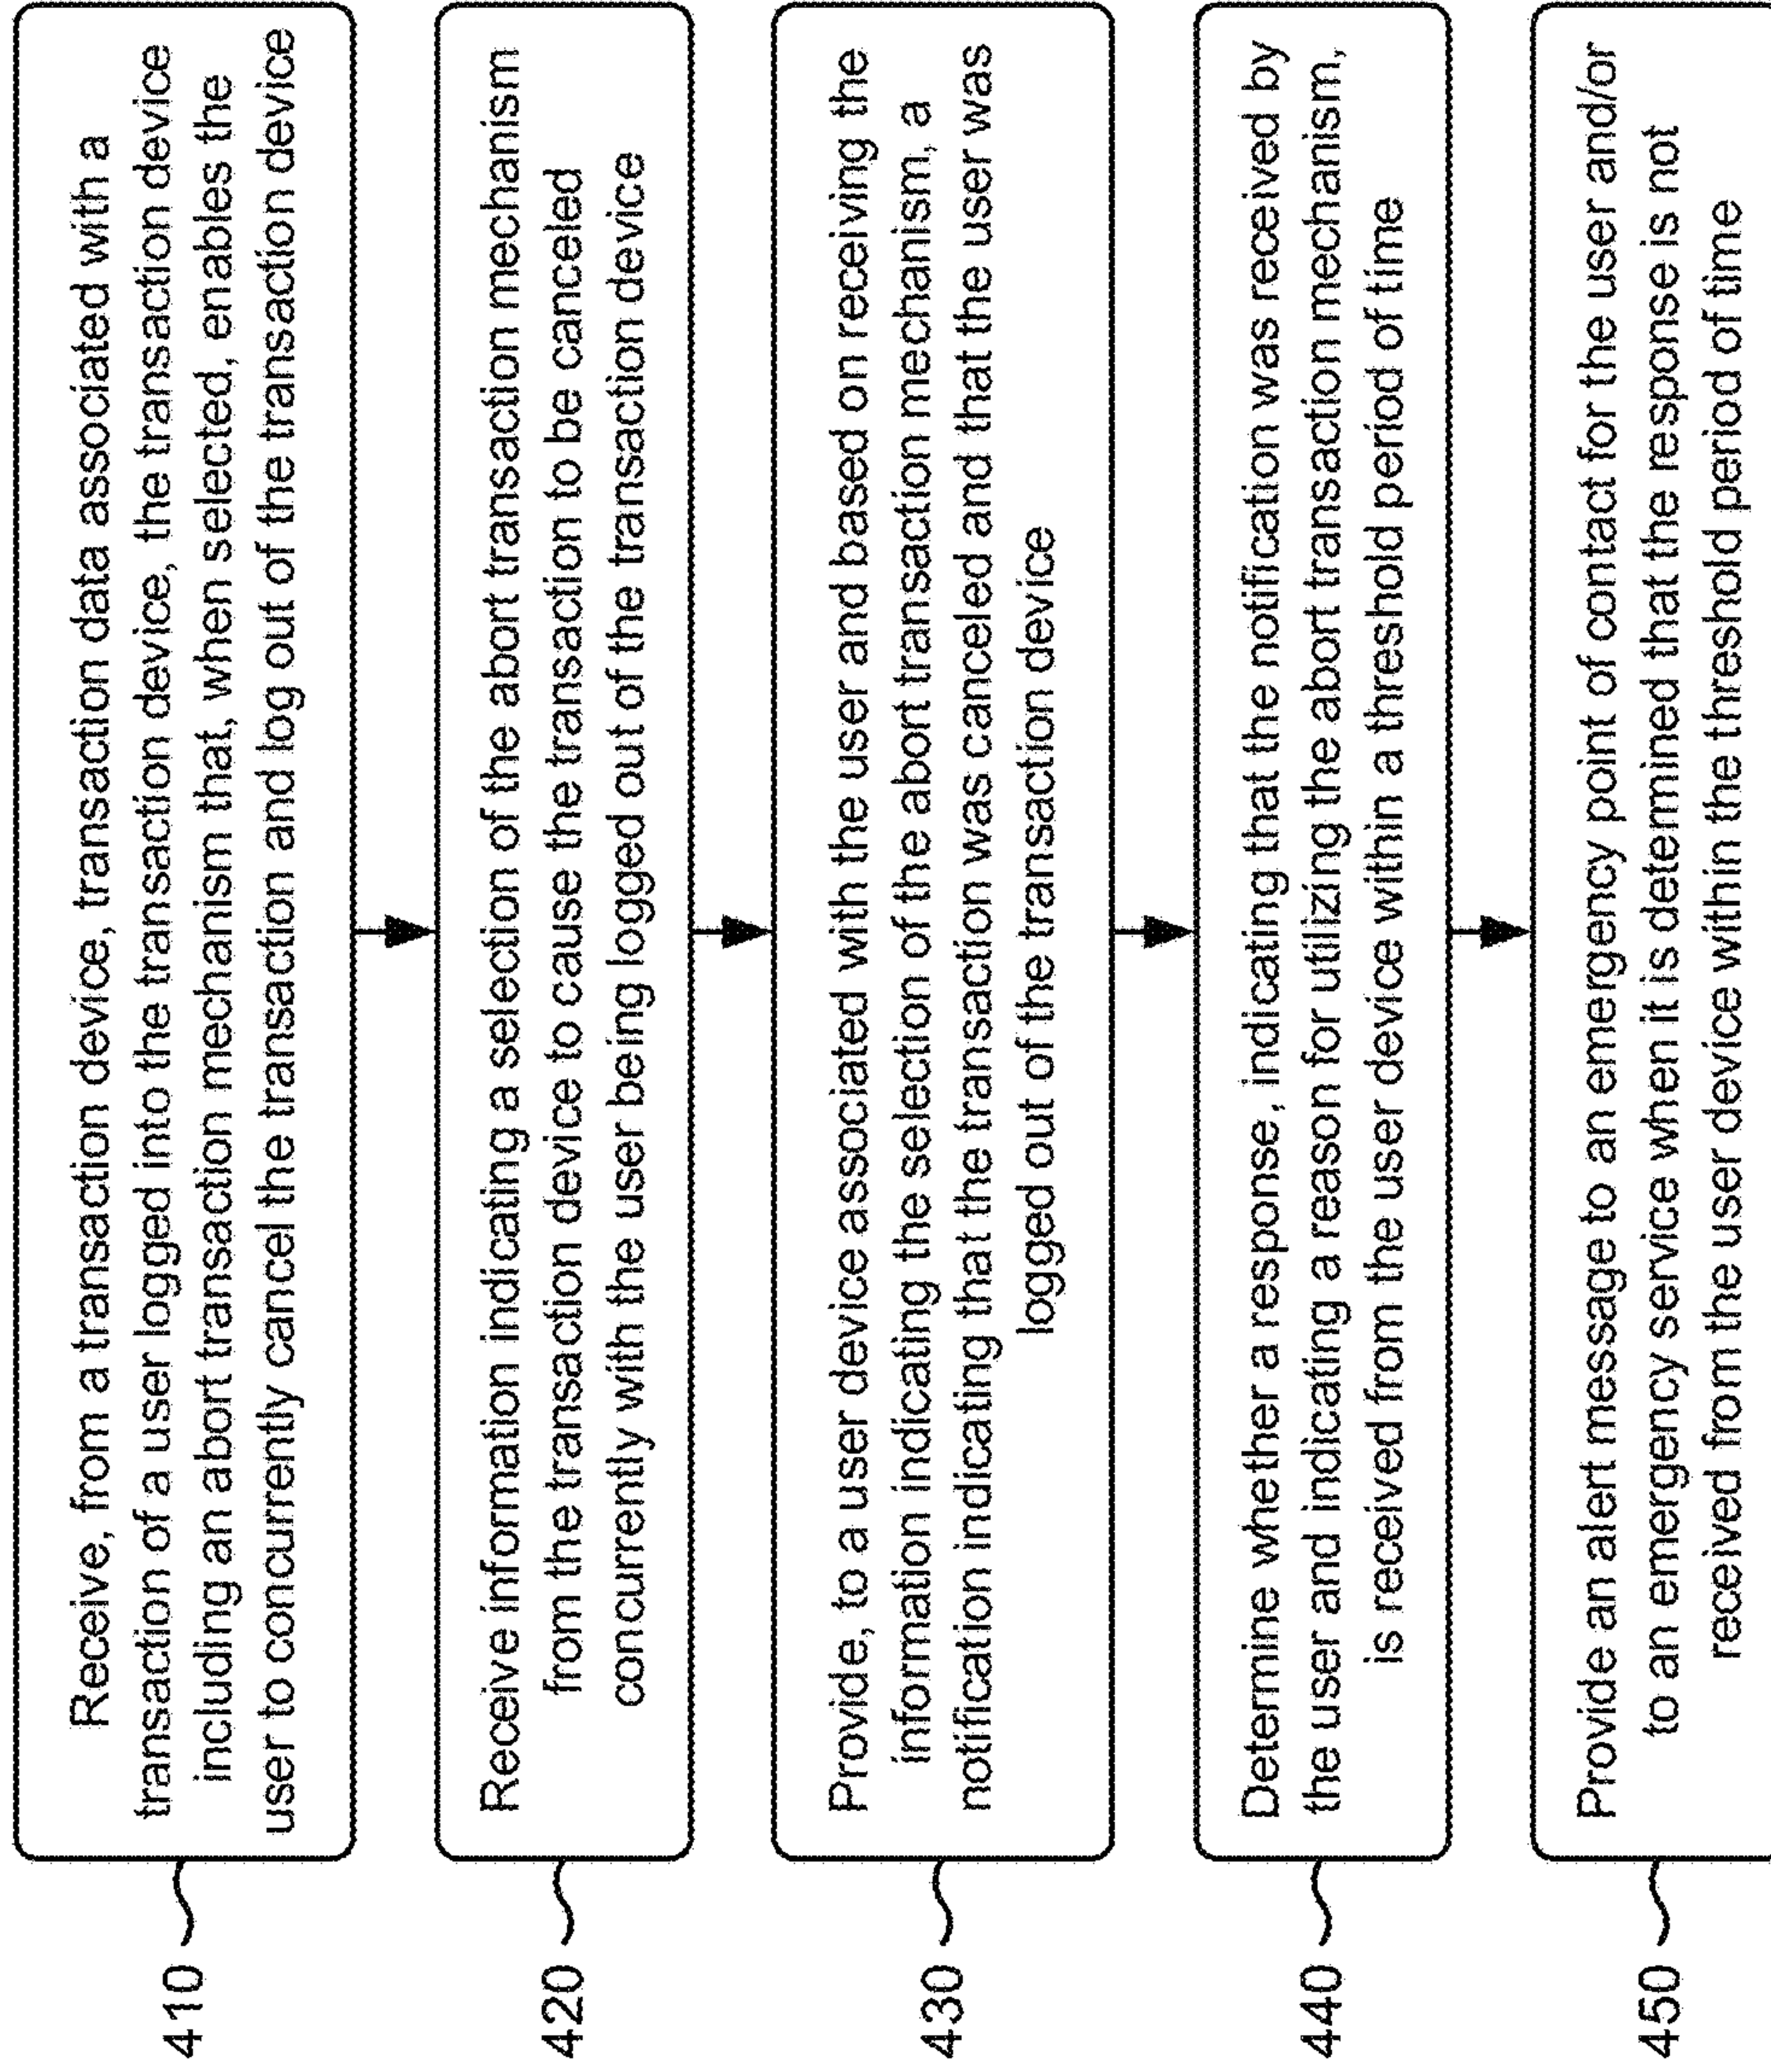 410
Receive, from a transaction device, transaction data associated with a
transaction of a user logged into the transaction device, the transaction device
including an abort transaction mechanism that, when selected, enables the
user to concurrently cancel the transaction and log out of the transaction device
420
Receive information indicating a selection of the abort transaction mechanism
from the transaction device to cause the transaction to be canceled
concurrently with the user being logged out of the transaction device
430
Provide, to a user device associated with the user and based on receiving the
information indicating the selection of the abort transaction mechanism, a
notification indicating that the transaction was canceled and that the user was
logged out of the transaction device
440
Determine whether a response, indicating that the notification was received by
the user and indicating a reason for utilizing the abort transaction mechanism,
is received from the user device within a threshold period of time
450
Provide an alert message to an emergency point of contact for the user and/or
to an emergency service when it is determined that the response is not
received from the user device within the threshold period of time